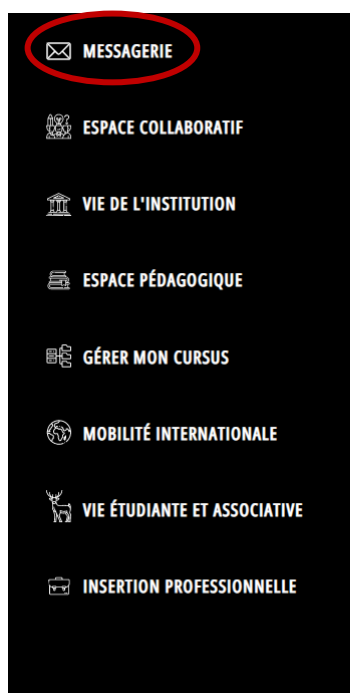 MESSAGERIE
ESPACE COLLABORATIF
VIE DE L'INSTITUTION
ESPACE PÉDAGOGIQUE
GÉRER MON CURSUS
MOBILITÉ INTERNATIONALE
VIE ÉTUDIANTE ET ASSOCIATIVE
INSERTION PROFESSIONNELLE